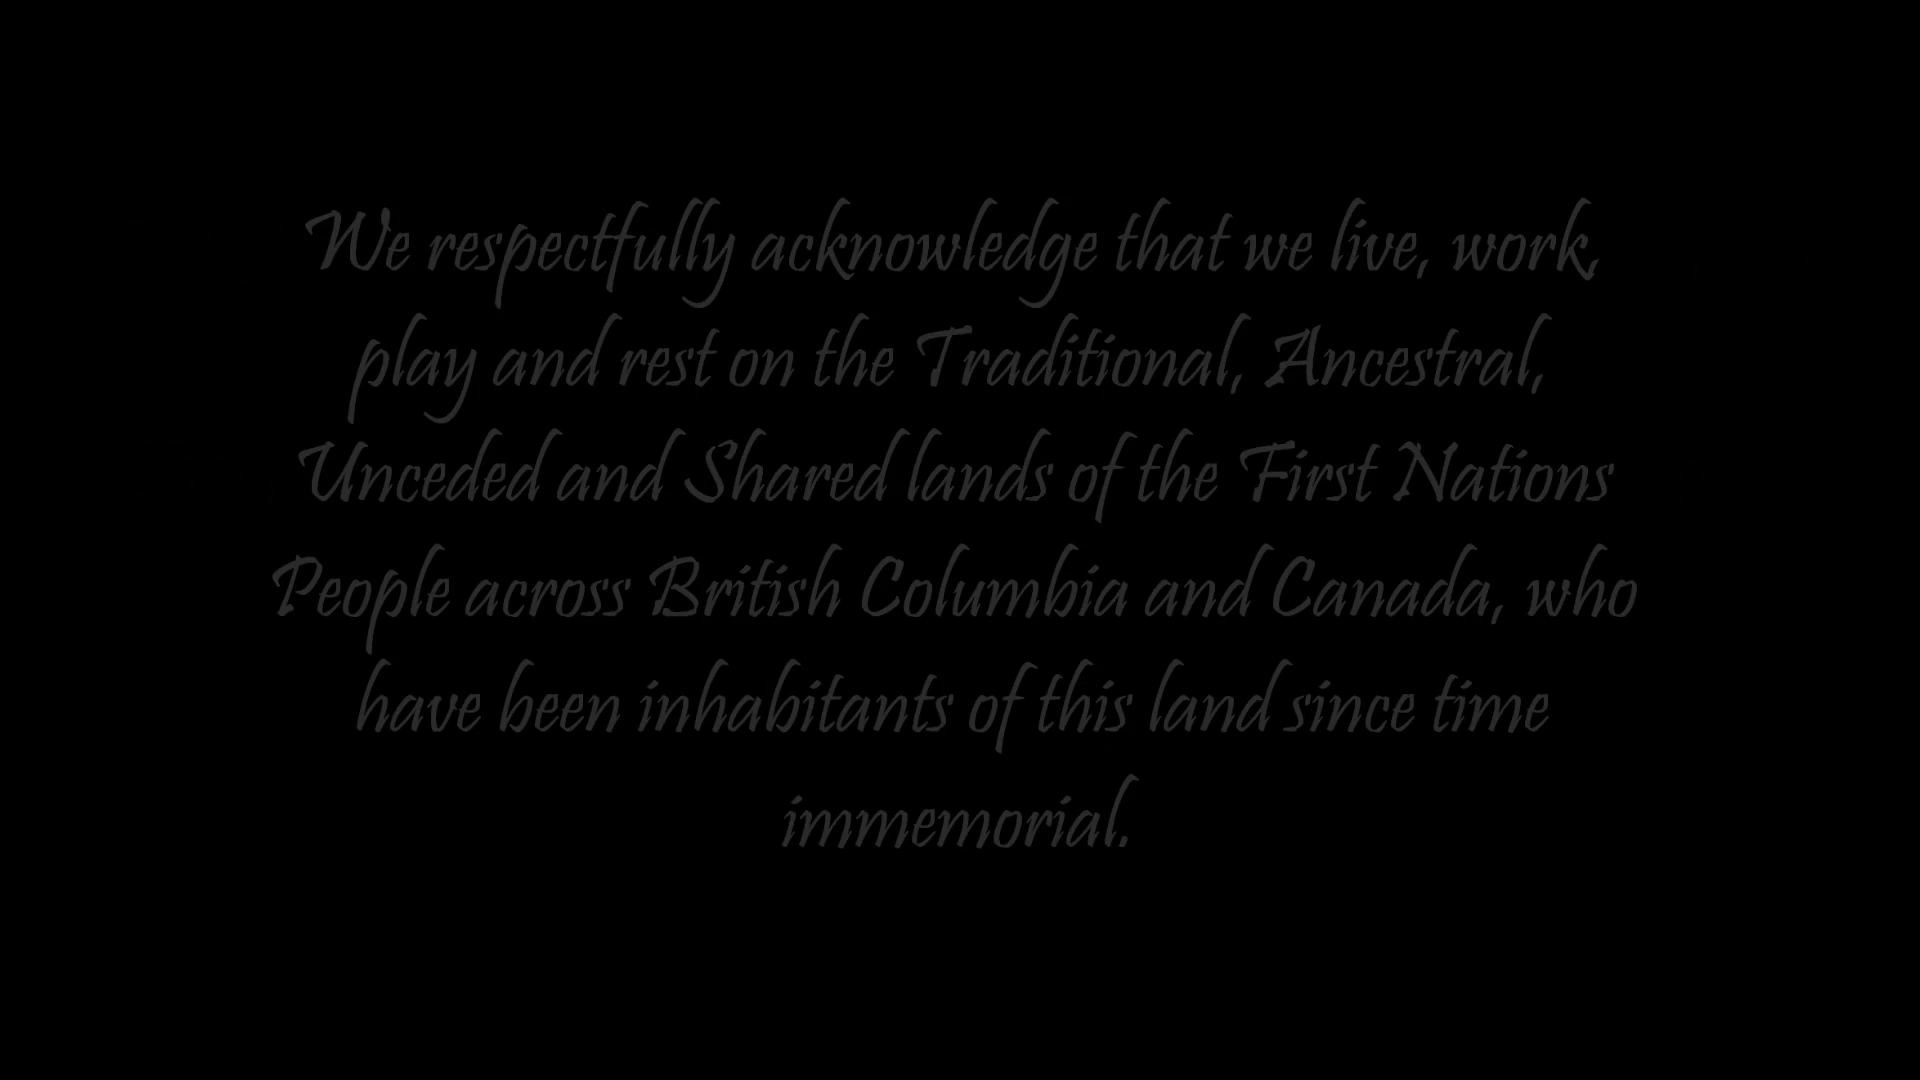 We respectfully acknowledge that we live, work,
play and rest on the Traditional, Ancestral,
Unceded and Shared lands of the First Nations
People across British Columbia and Canada, who
have been inhabitants of this land since time
immemorial.